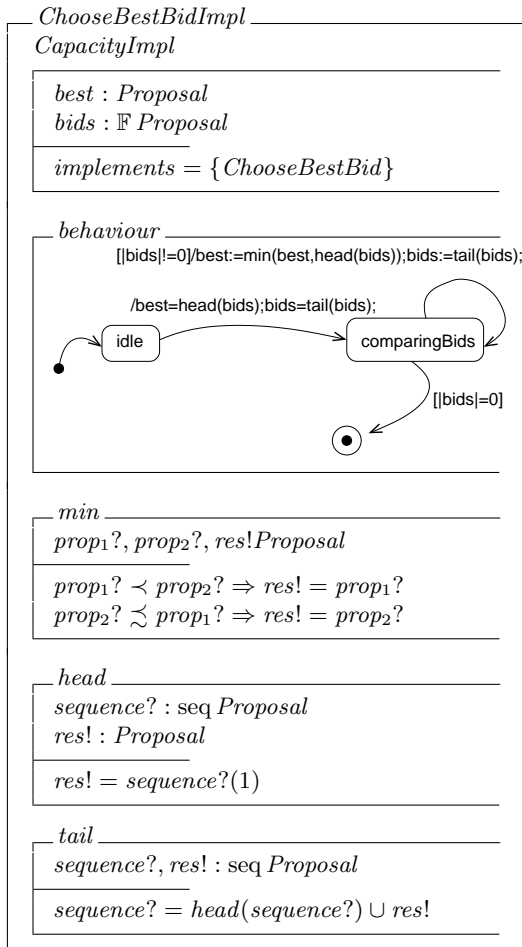 ChooseBestBidImpl
CapacityImpl
best : Proposal
bids : 𝔽 Proposal
implements = {ChooseBestBid}
behaviour
[|bids|!=0]/best:=min(best,head(bids));bids:=tail(bids);
/best=head(bids);bids=tail(bids);
idle
comparingBids
[|bids|=0]
min
prop₁?, prop₂?, res!Proposal
prop₁? ≺ prop₂? ⇒ res! = prop₁?
prop₂? ≾ prop₁? ⇒ res! = prop₂?
head
sequence? : seq Proposal
res! : Proposal
res! = sequence?(1)
tail
sequence?, res! : seq Proposal
sequence? = head(sequence?) ∪ res!